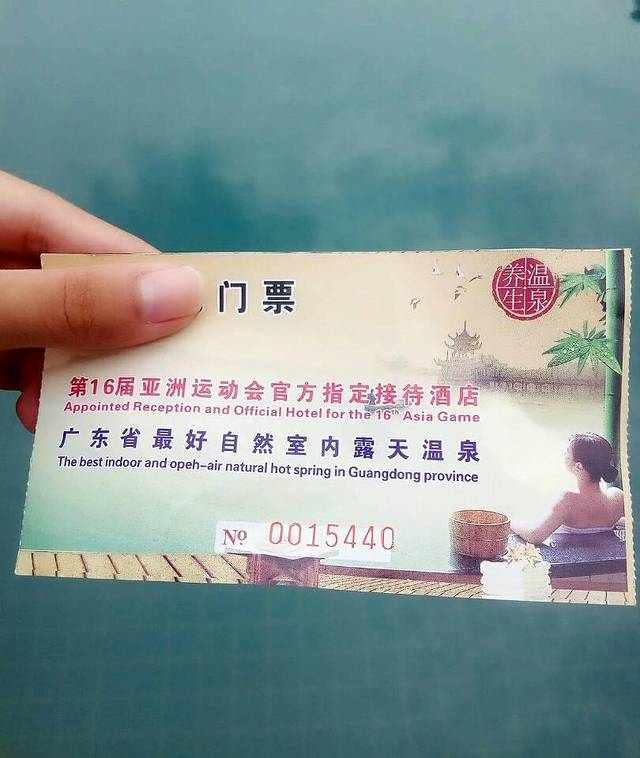 门票
温泉
养生
第16届亚洲运动会官方指定接待酒店
Appointed Reception and Official Hotel for the 16th Asia Game
广东省最好自然室内露天温泉
The best indoor and opeh-air natural hot spring in Guangdong province
No 0015440